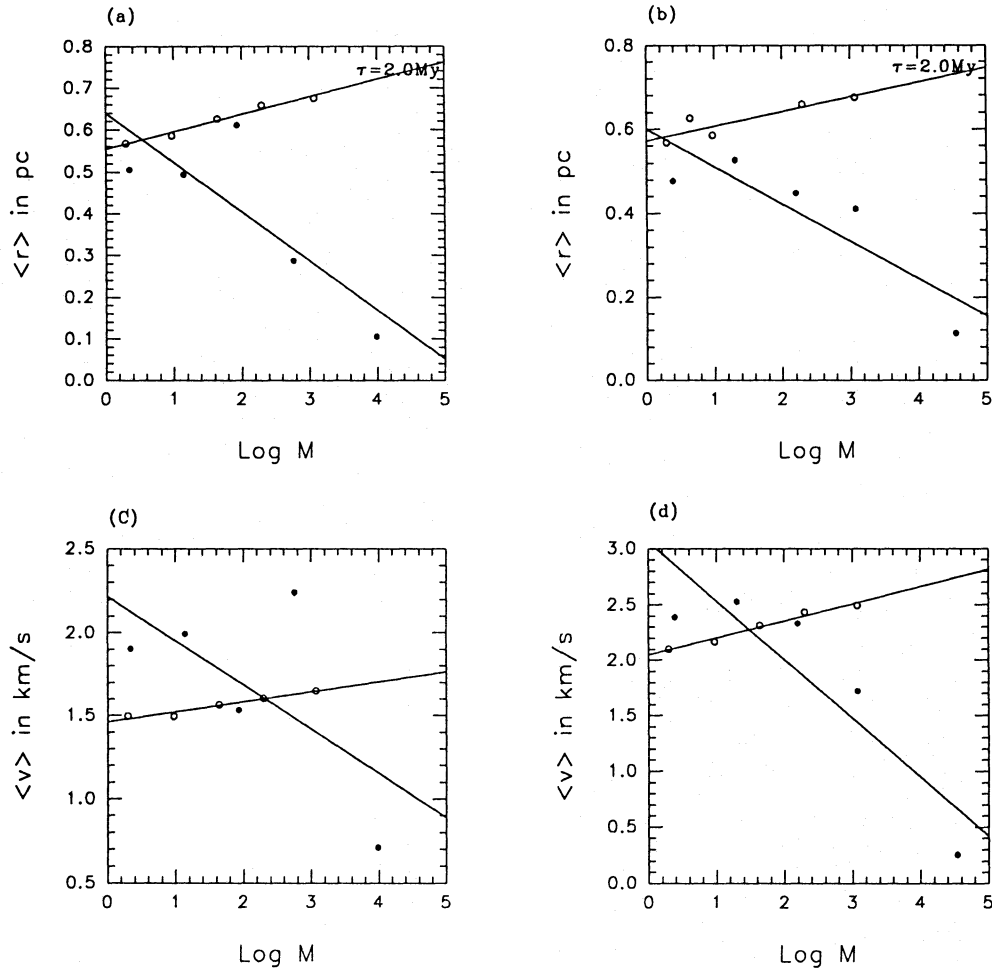 (a)
τ=2.0My
<r> in pc
0.8
0.7
0.6
0.5
0.4
0.3
0.2
0.1
0.0
0 1 2 3 4 5
Log M
(b)
τ=2.0My
<r> in pc
0.8
0.6
0.4
0.2
0.0
0 1 2 3 4 5
Log M
(C)
<v> in km/s
2.5
2.0
1.5
1.0
0.5
0 1 2 3 4 5
Log M
(d)
<v> in km/s
3.0
2.5
2.0
1.5
1.0
0.5
0.0
0 1 2 3 4 5
Log M